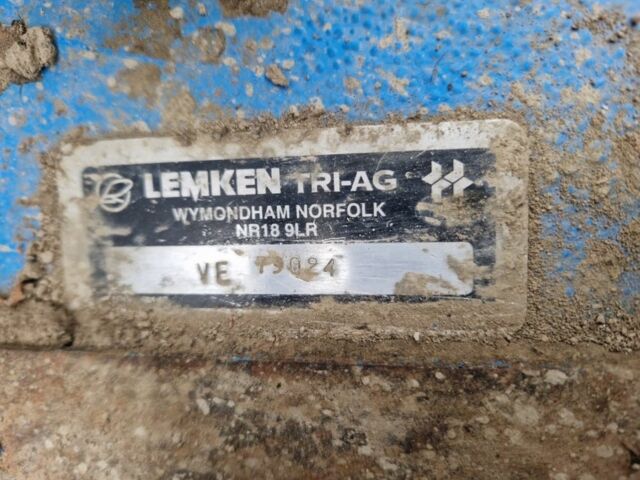 LEMKEN TRI-AG
WYMONDHAM NORFOLK
NR18 9LR
VE